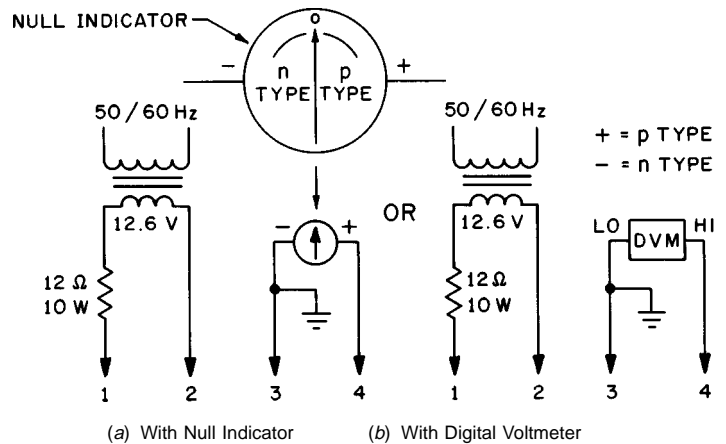 NULL INDICATOR
O
- n TYPE p TYPE +
50/60 Hz
12.6 V
12 Ω
10 W
1 2
- +
3 4
OR
50/60 Hz
12.6 V
12 Ω
10 W
1 2
+ = p TYPE
- = n TYPE
LO DVM HI
3 4
(a) With Null Indicator
(b) With Digital Voltmeter